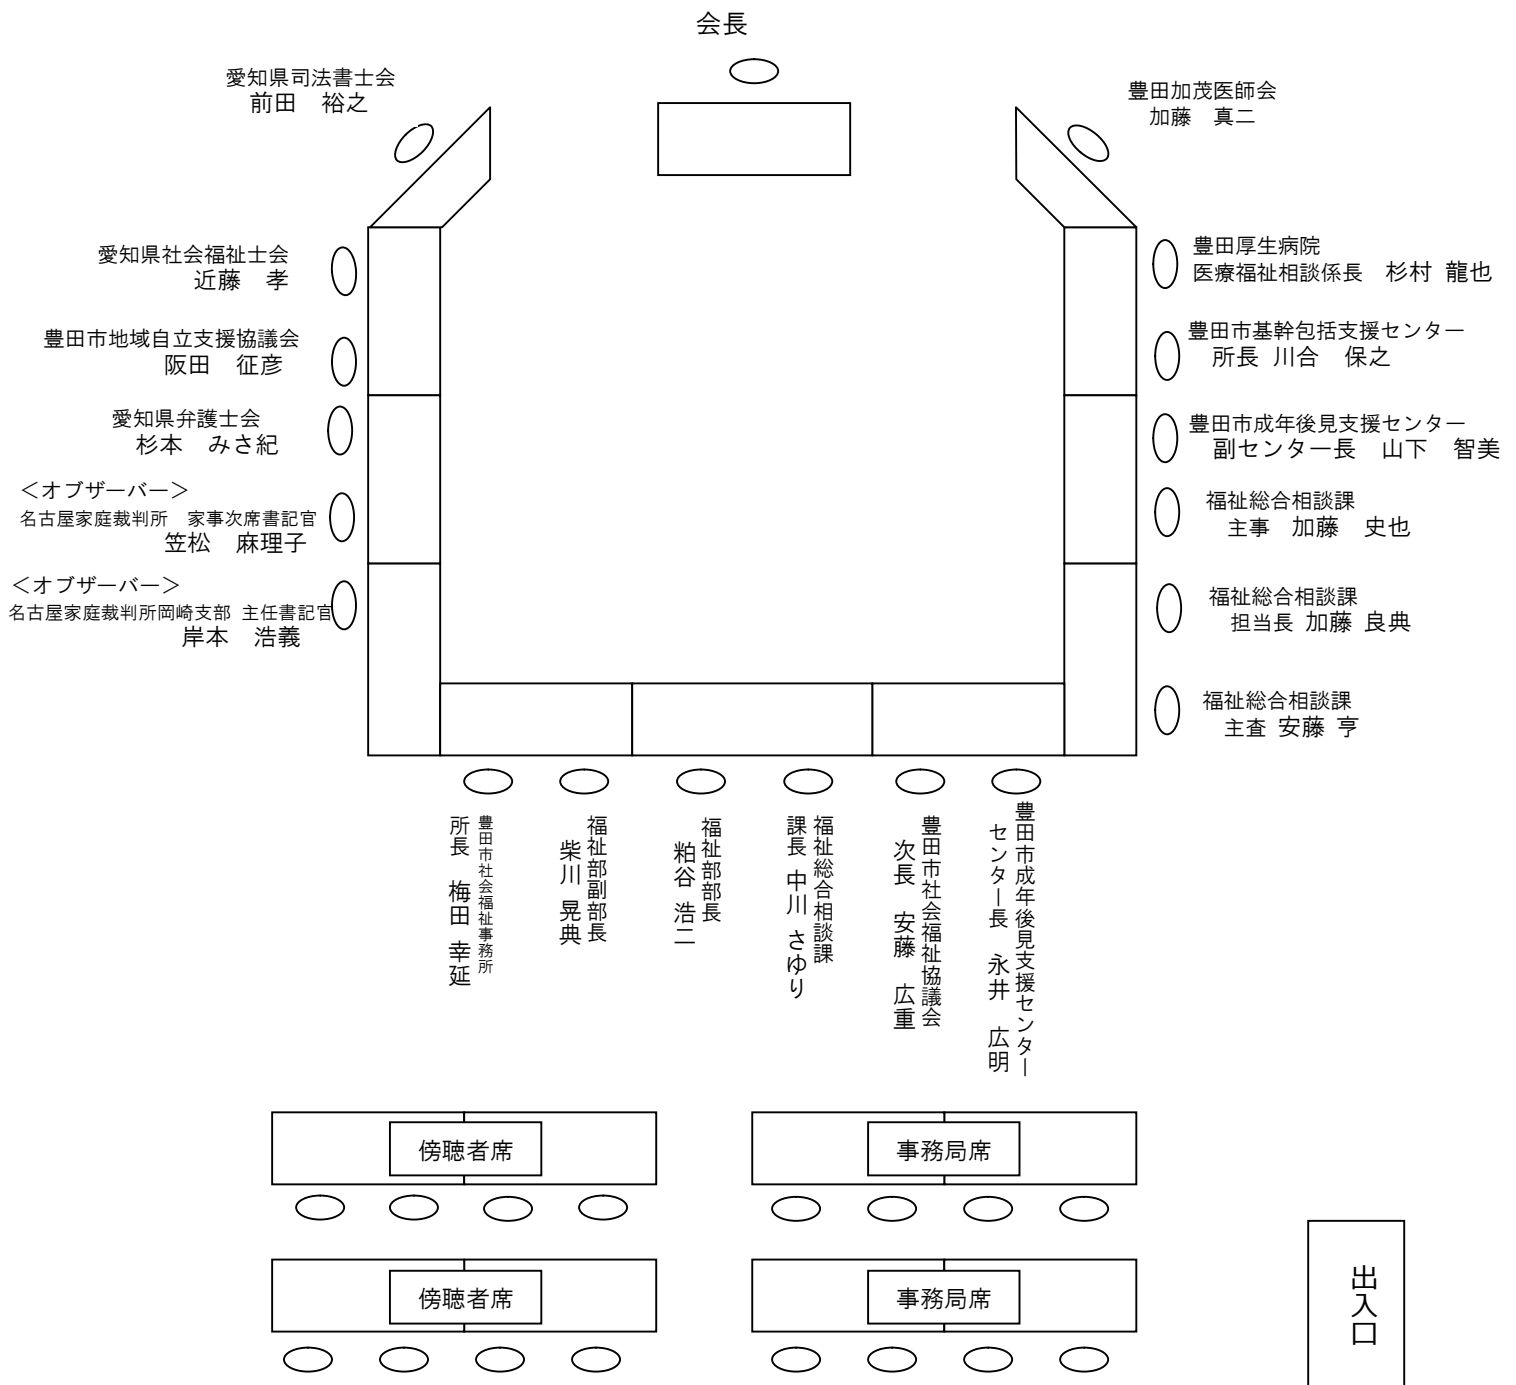 会長
愛知県司法書士会
前田　裕之
豊田加茂医師会
加藤　真二
愛知県社会福祉士会
近藤　孝
豊田市地域自立支援協議会
阪田　征彦
愛知県弁護士会
杉本　みさ紀
＜オブザーバー＞
名古屋家庭裁判所　家事次席書記官
笠松　麻理子
＜オブザーバー＞
名古屋家庭裁判所岡崎支部 主任書記官
岸本　浩義
豊田厚生病院
医療福祉相談係長　杉村 龍也
豊田市基幹包括支援センター
所長 川合　保之
豊田市成年後見支援センター
副センター長　山下　智美
福祉総合相談課
主事　加藤　史也
福祉総合相談課
担当長 加藤 良典
福祉総合相談課
主査 安藤 亨
豊田市社会福祉事務所
所長　梅田 幸延
福祉部副部長
柴川 晃典
福祉部部長
粕谷 浩二
福祉総合相談課
課長 中川 さゆり
豊田市社会福祉協議会
次長　安藤　広重
豊田市成年後見支援センター
センター長　永井　広明
傍聴者席
事務局席
傍聴者席
事務局席
出入口